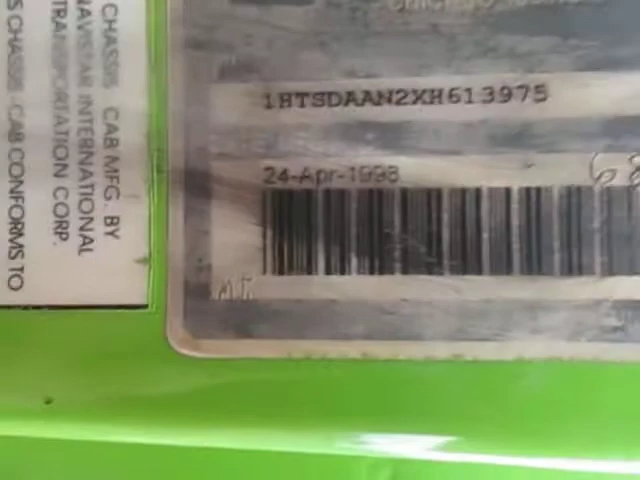 S CHASSIS - CAB CONFORMS TO
TRANSPORTATION CORP.
NAVISTAR INTERNATIONAL
CHASSIS CAB MFG. BY
1HTSDAAN2XH613975
24-Apr-1998